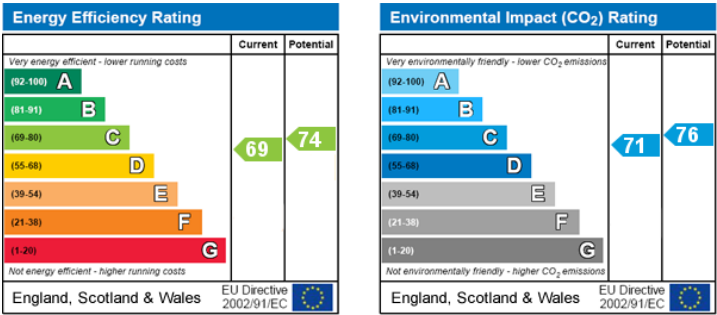 Energy Efficiency Rating
Current Potential
Very energy efficient - lower running costs
(92-100) A
(81-91) B
(69-80) C
(55-68) D
(39-54) E
(21-38) F
(1-20) G
69
74
Not energy efficient - higher running costs
England, Scotland & Wales
EU Directive
2002/91/EC
Environmental Impact (CO₂) Rating
Current Potential
Very environmentally friendly - lower CO₂ emissions
(92-100) A
(81-91) B
(69-80) C
(55-68) D
(39-54) E
(21-38) F
(1-20) G
71
76
Not environmentally friendly - higher CO₂ emissions
England, Scotland & Wales
EU Directive
2002/91/EC